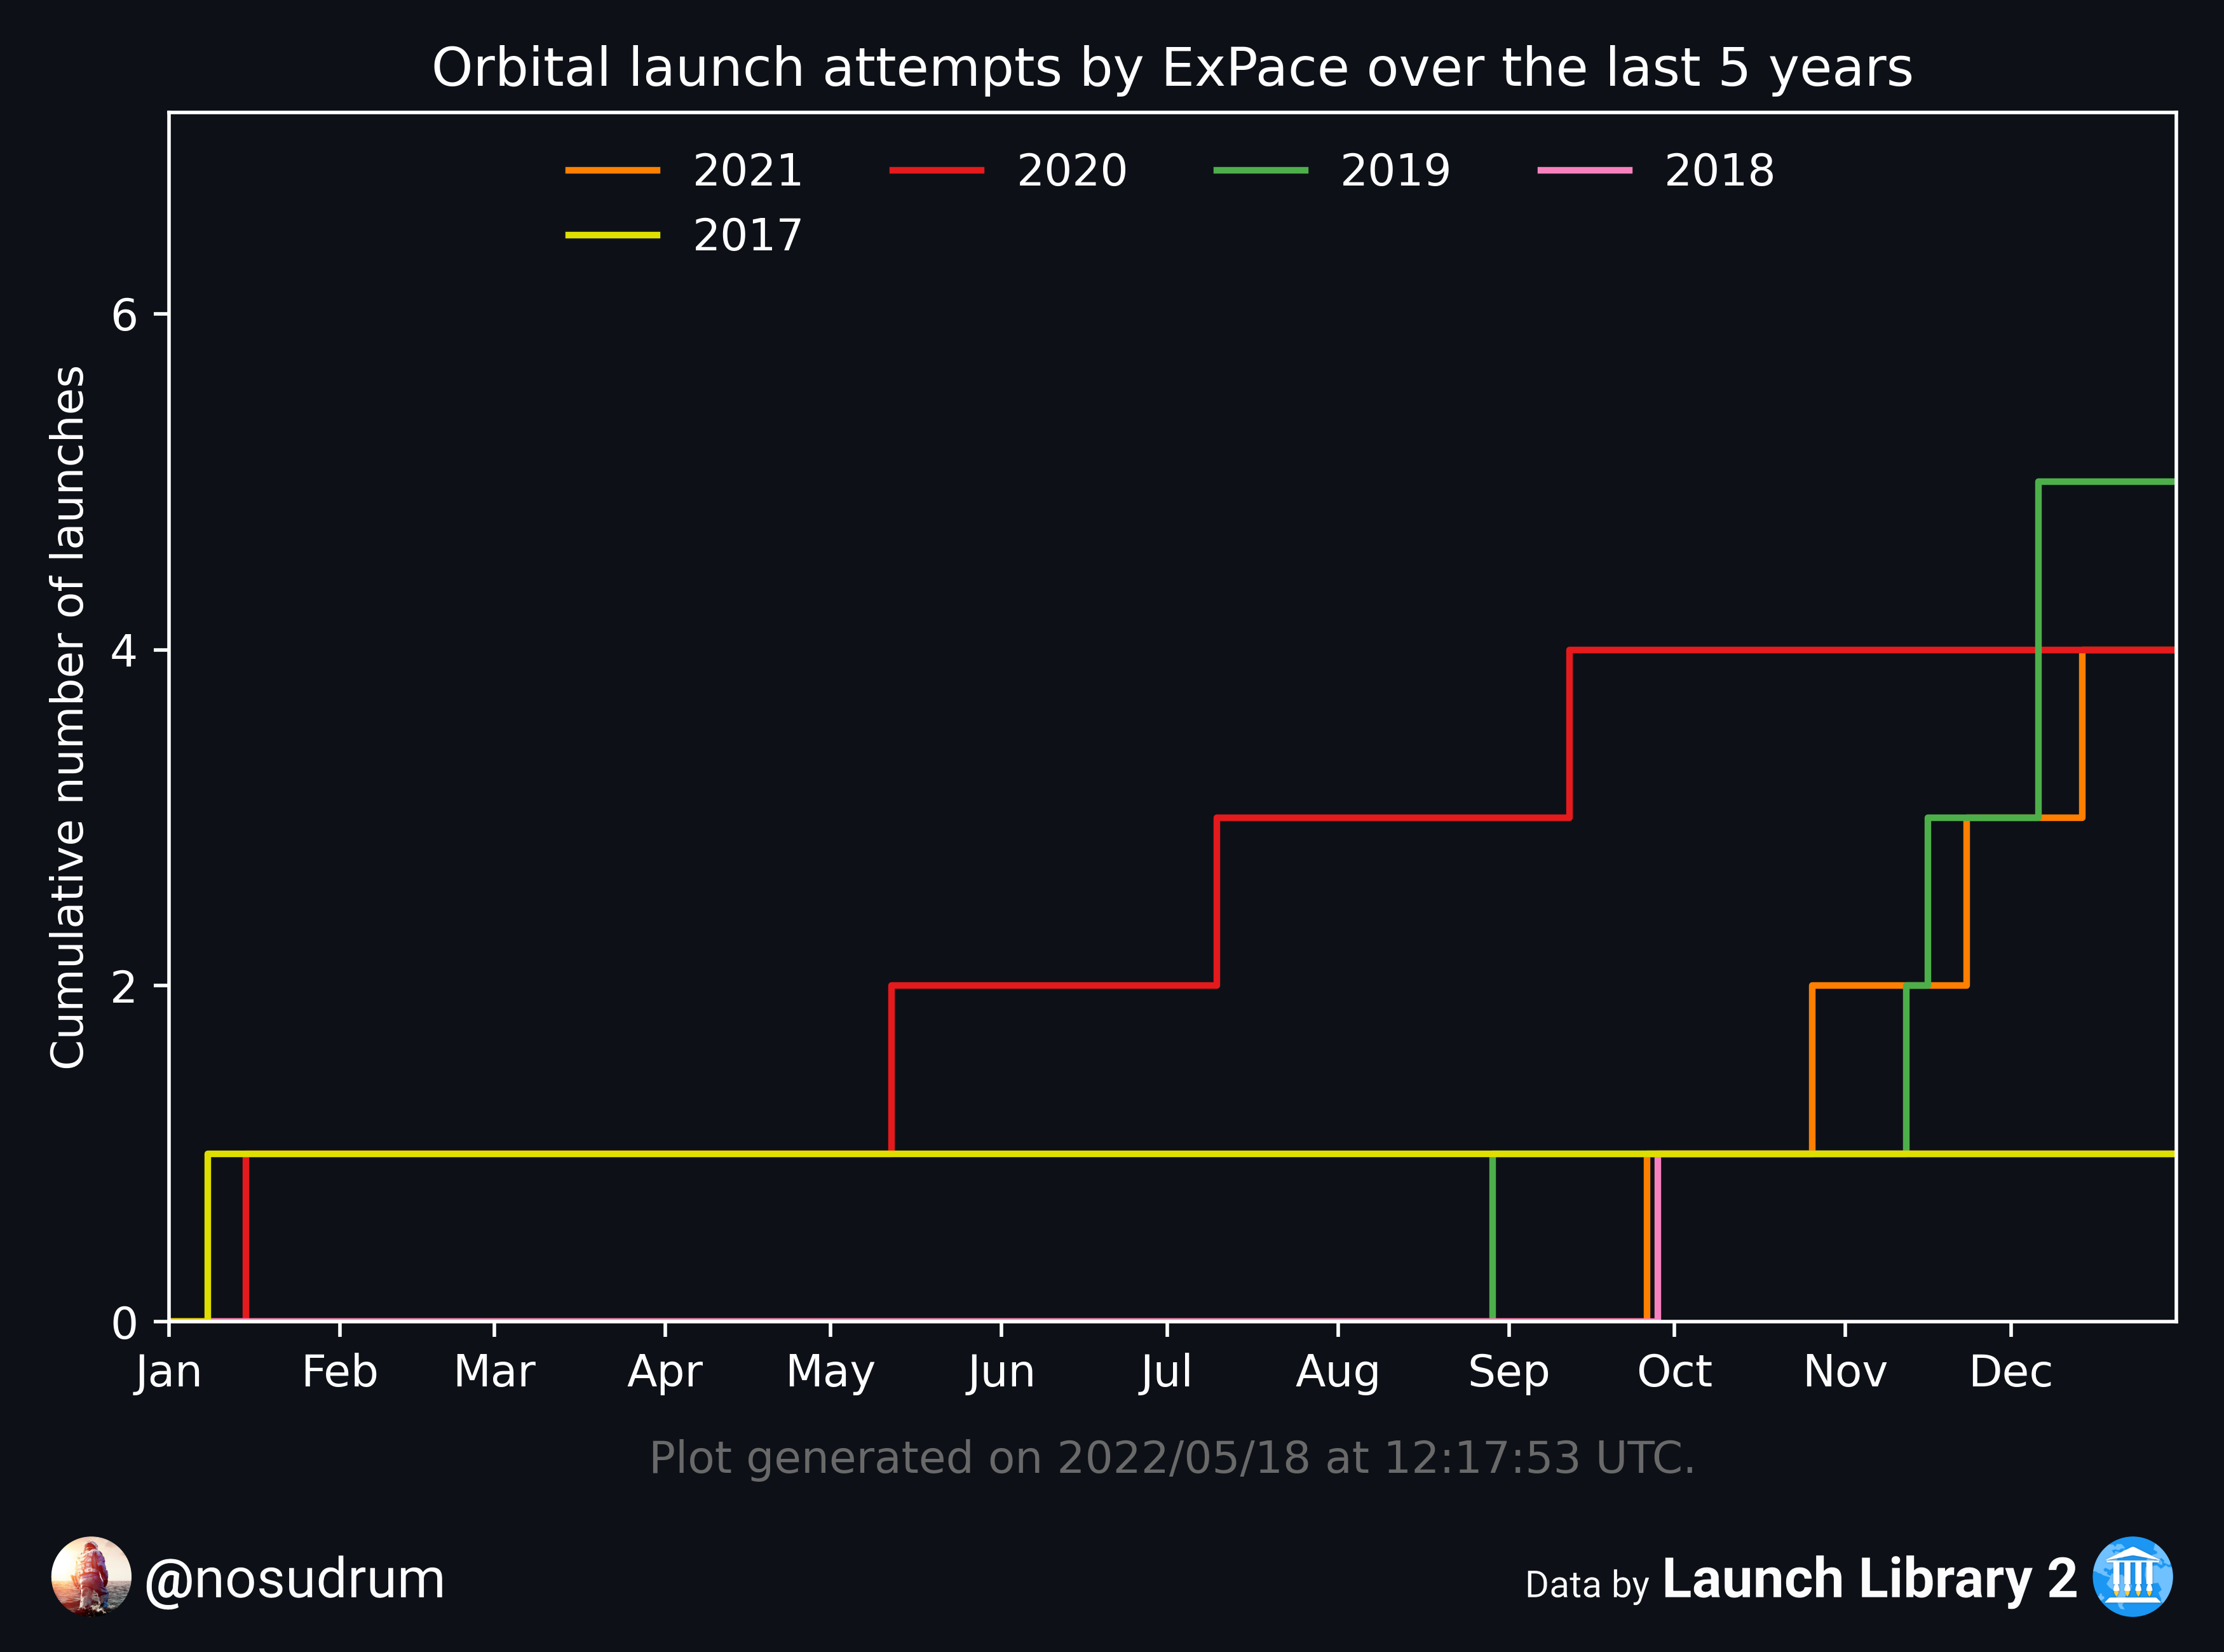 Orbital launch attempts by ExPace over the last 5 years
2021 2020 2019 2018
2017
Cumulative number of launches
6
4
2
0
Jan Feb Mar Apr May Jun Jul Aug Sep Oct Nov Dec
Plot generated on 2022/05/18 at 12:17:53 UTC.
@nosudrum
Data by Launch Library 2